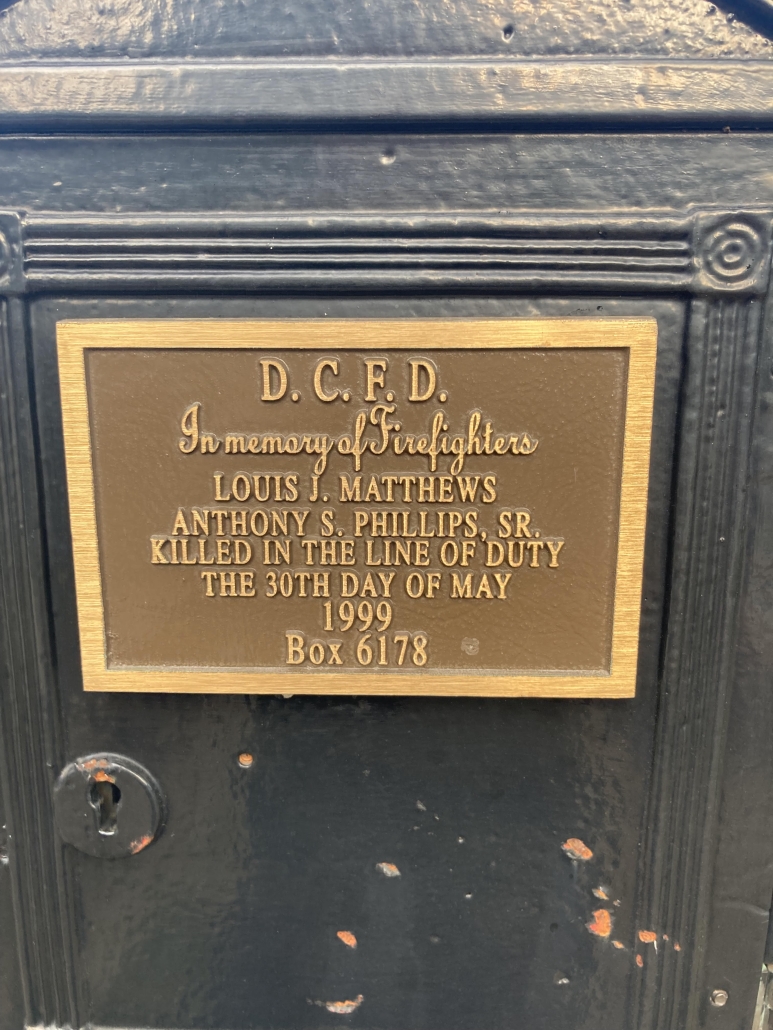 D. C. F. D.
In memory of Firefighters
LOUIS J. MATTHEWS
ANTHONY S. PHILLIPS, SR.
KILLED IN THE LINE OF DUTY
THE 30TH DAY OF MAY
1999
Box 6178